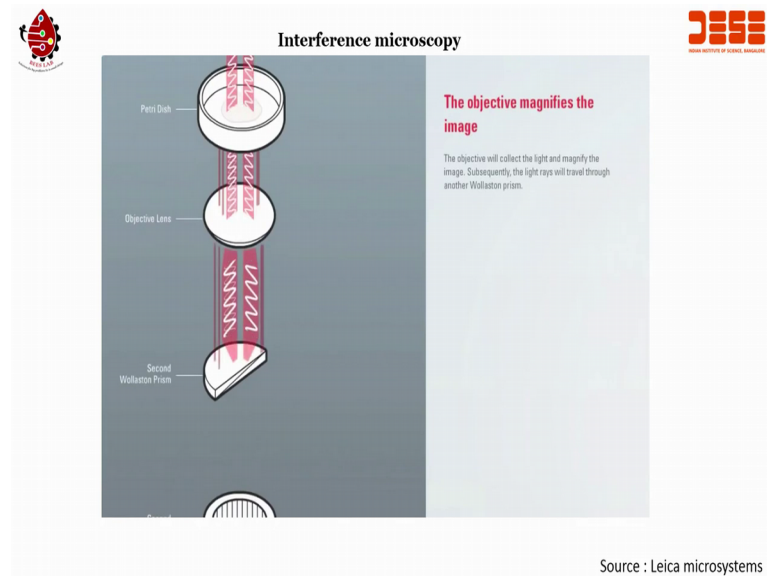 Interference microscopy
BEES LAB
INDIAN INSTITUTE OF SCIENCE, BANGALORE
Petri Dish
Objective Lens
Second
Wollaston Prism
The objective magnifies the
image
The objective will collect the light and magnify the
image. Subsequently, the light rays will travel through
another Wollaston prism.
Source : Leica microsystems